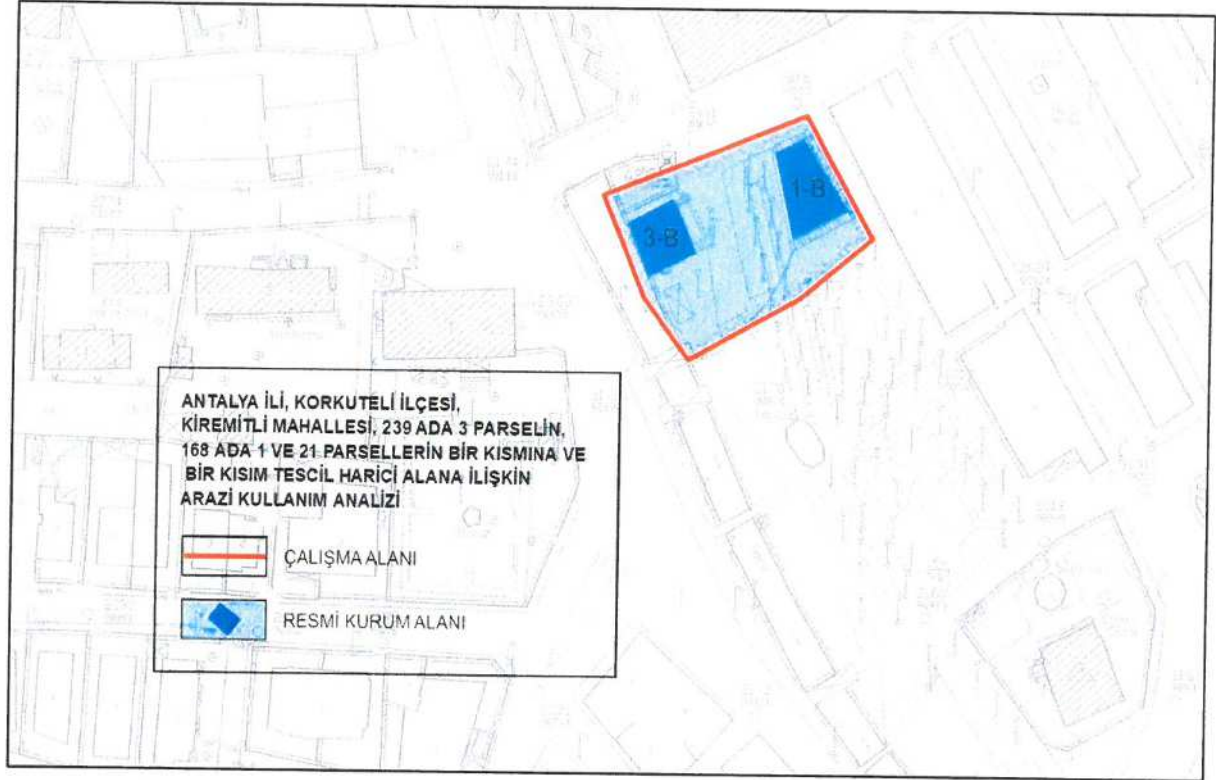 1-B
3-B
ANTALYA İLİ, KORKUTELİ İLÇESİ,
KİREMİTLİ MAHALLESİ, 239 ADA 3 PARSELİN,
168 ADA 1 VE 21 PARSELLERİN BİR KISMINA VE
BİR KISIM TESCİL HARİCİ ALANA İLİŞKİN
ARAZİ KULLANIM ANALİZİ
ÇALIŞMA ALANI
RESMİ KURUM ALANI